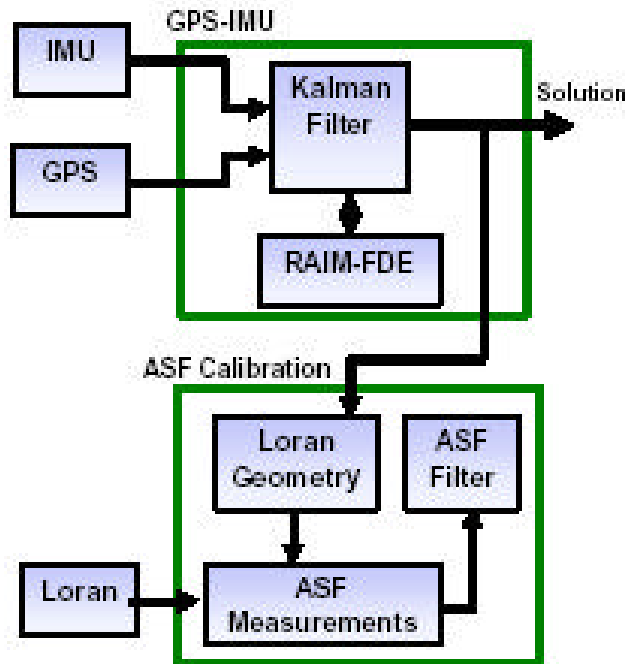 GPS-IMU
IMU
Kalman
Filter
Solution
GPS
RAIM-FDE
ASF Calibration
Loran
Geometry
ASF
Filter
Loran
ASF
Measurements